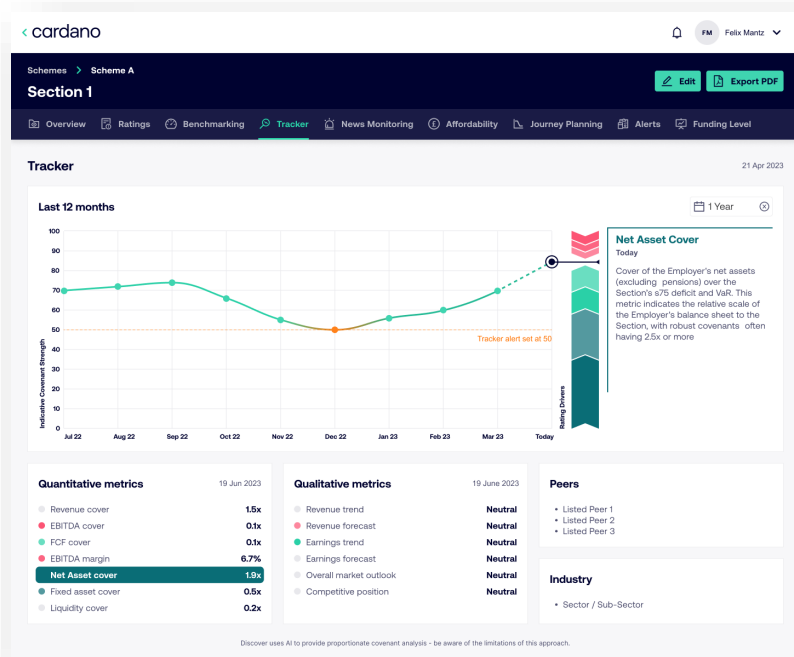 cardano
FM Felix Mantz
Schemes > Scheme A
Section 1
Edit
Export PDF
Overview Ratings Benchmarking Tracker News Monitoring Affordability Journey Planning Alerts Funding Level
Tracker
21 Apr 2023
Last 12 months
1 Year
100
90
80
70
60
50
40
30
20
10
0
Indicative Covenant Strength
Jul 22 Aug 22 Sep 22 Oct 22 Nov 22 Dec 22 Jan 23 Feb 23 Mar 23 Today
Tracker alert set at 50
Rating Drivers
Net Asset Cover
Today
Cover of the Employer's net assets
(excluding pensions) over the
Section's s75 deficit and VaR. This
metric indicates the relative scale of
the Employer's balance sheet to the
Section, with robust covenants often
having 2.5x or more
Quantitative metrics 19 Jun 2023
Revenue cover 1.5x
EBITDA cover 0.1x
FCF cover 0.1x
EBITDA margin 6.7%
Net Asset cover 1.9x
Fixed asset cover 0.5x
Liquidity cover 0.2x
Qualitative metrics 19 June 2023
Revenue trend Neutral
Revenue forecast Neutral
Earnings trend Neutral
Earnings forecast Neutral
Overall market outlook Neutral
Competitive position Neutral
Peers
• Listed Peer 1
• Listed Peer 2
• Listed Peer 3
Industry
• Sector / Sub-Sector
Discover uses AI to provide proportionate covenant analysis - be aware of the limitations of this approach.